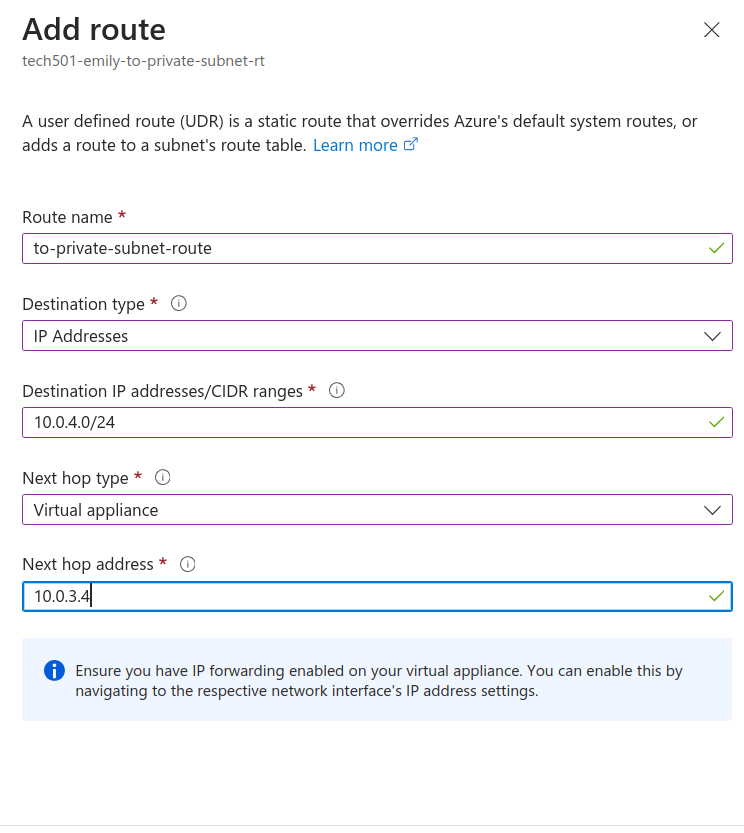 Add route
tech501-emily-to-private-subnet-rt
A user defined route (UDR) is a static route that overrides Azure's default system routes, or
adds a route to a subnet's route table. Learn more
Route name *
to-private-subnet-route
Destination type *
IP Addresses
Destination IP addresses/CIDR ranges *
10.0.4.0/24
Next hop type *
Virtual appliance
Next hop address *
10.0.3.4
Ensure you have IP forwarding enabled on your virtual appliance. You can enable this by
navigating to the respective network interface's IP address settings.